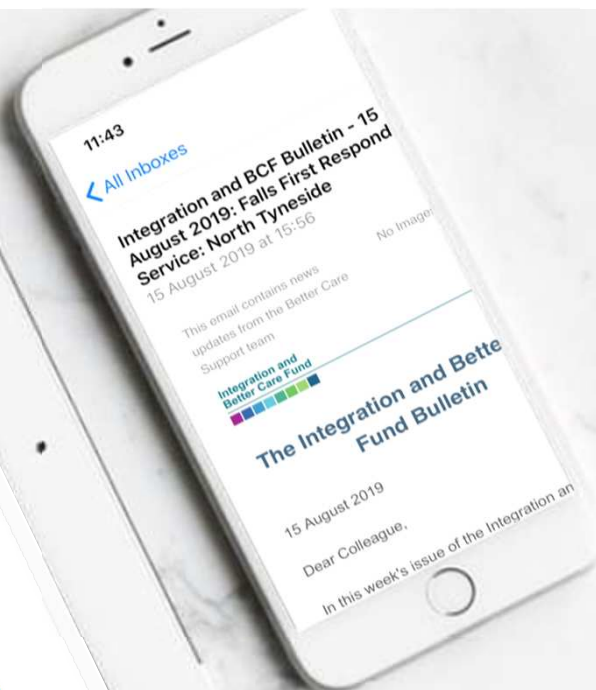 11:43
All Inboxes
Integration and BCF Bulletin - 15
August 2019: Falls First Respond
Service: North Tyneside
15 August 2019 at 15:56
No Image
This email contains news
updates from the Better Care
Support team
Integration and
Better Care Fund
The Integration and Bette
Fund Bulletin
15 August 2019
Dear Colleague,
In this week's issue of the Integration an